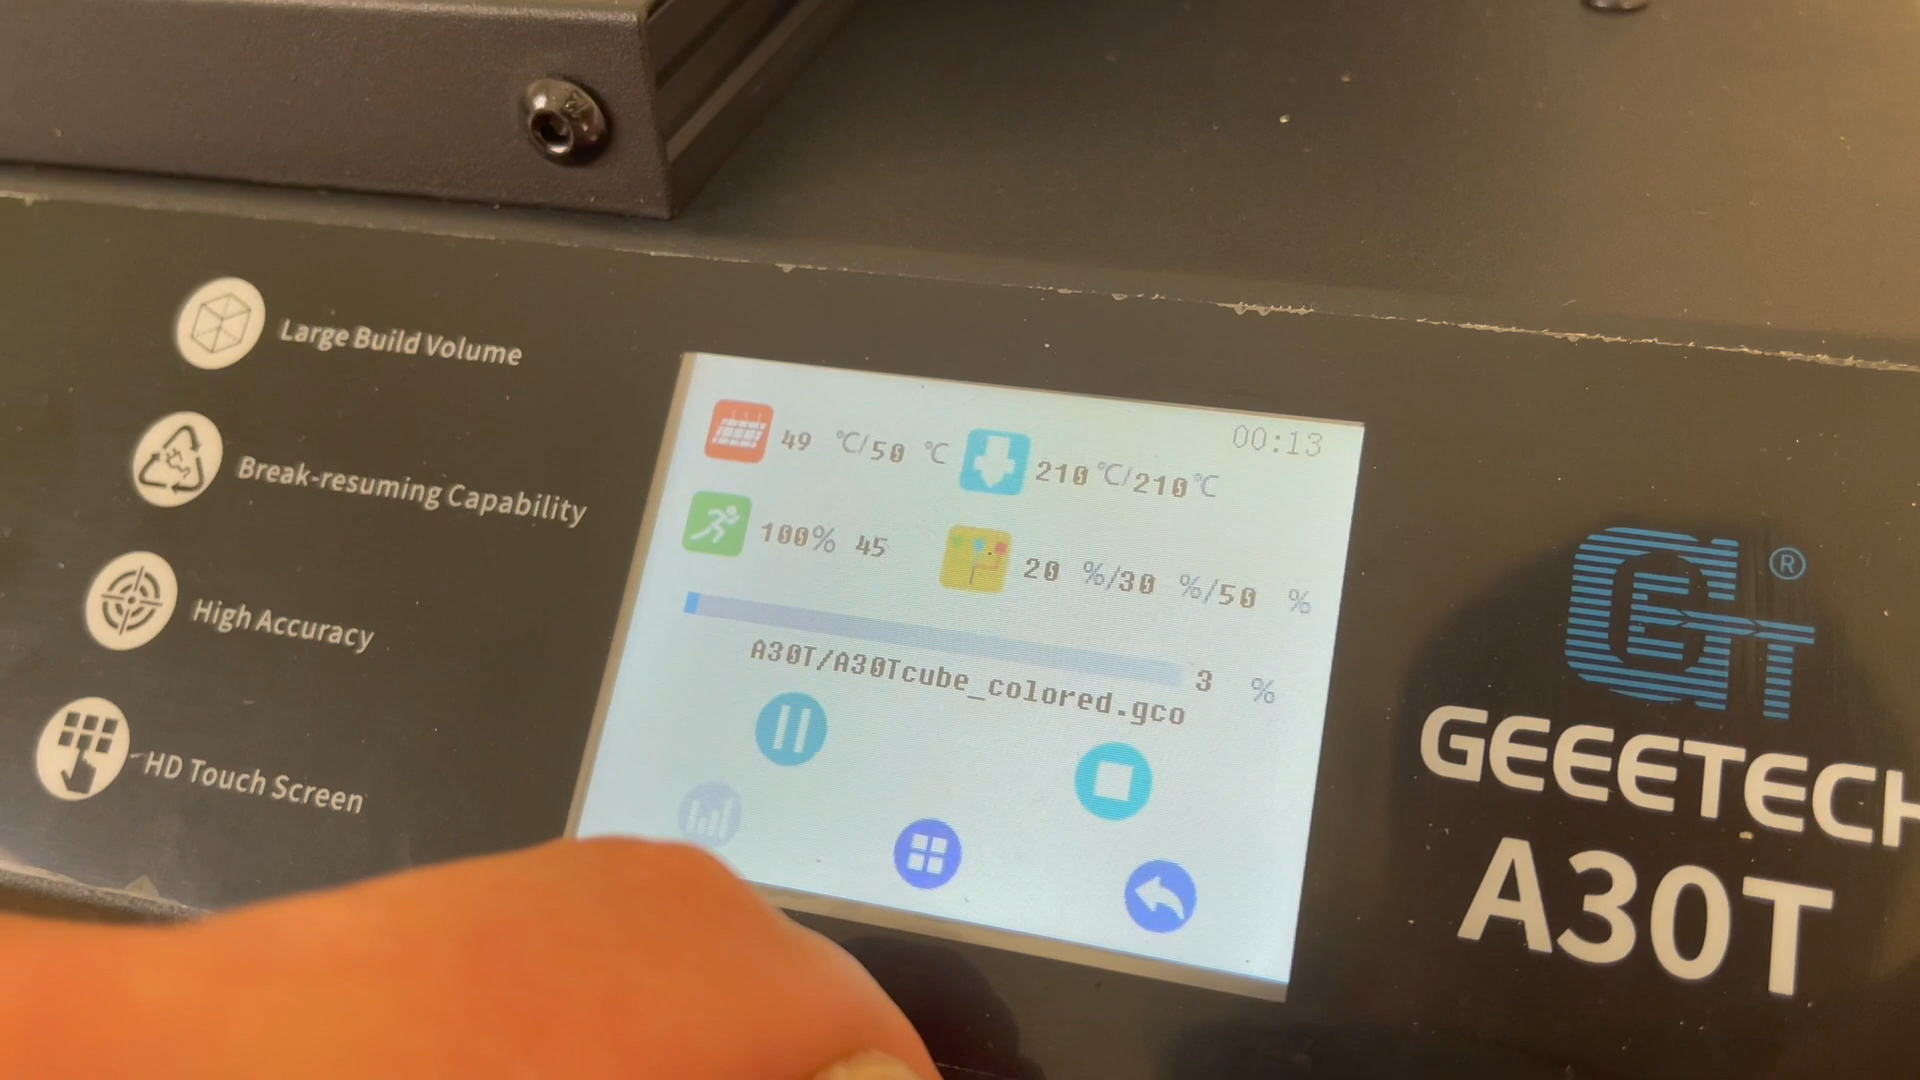 Large Build Volume
Break-resuming Capability
High Accuracy
HD Touch Screen
00:13
49 ℃/50 ℃ 210℃/210℃
100% 45 20 %/30 %/50 %
3 %
A30T/A30Tcube_colored.gco
GT ®
GEEETECH
A30T